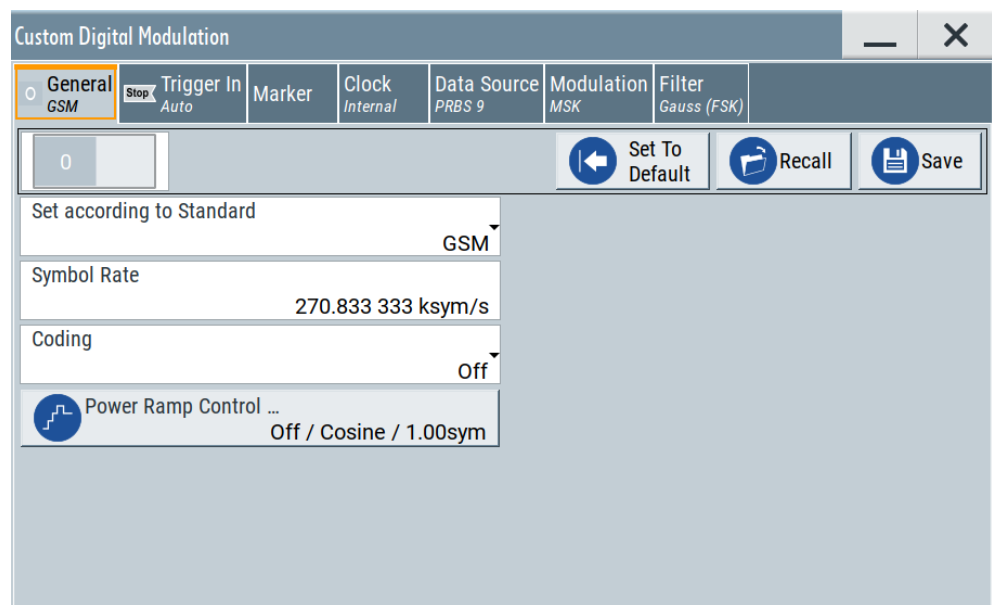 Custom Digital Modulation
General
GSM
Stop
Trigger In
Auto
Marker
Clock
Internal
Data Source
PRBS 9
Modulation
MSK
Filter
Gauss (FSK)
0
Set To
Default
Recall
Save
Set according to Standard
GSM
Symbol Rate
270.833 333 ksym/s
Coding
Off
Power Ramp Control ...
Off / Cosine / 1.00sym